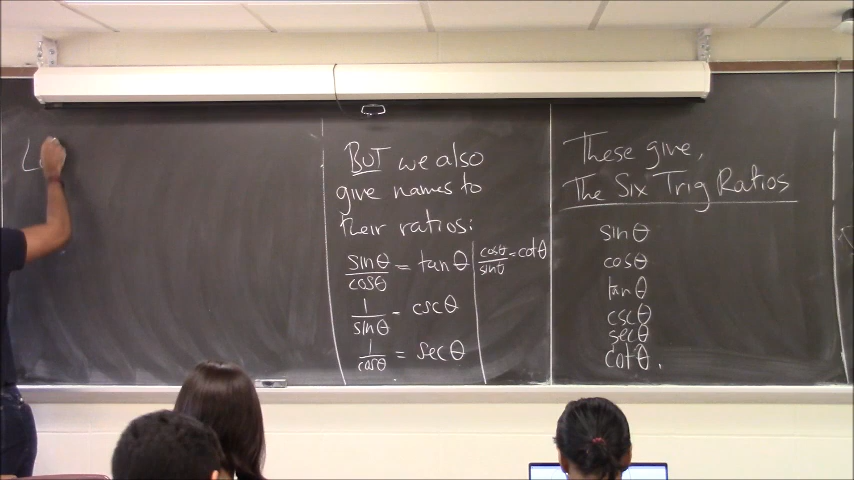 L
BUT we also
give names to
their ratios:
sinθ/cosθ = tanθ
cosθ/sinθ = cotθ
1/sinθ = cscθ
1/cosθ = secθ
These give,
The Six Trig Ratios
sinθ
cosθ
tanθ
cscθ
secθ
cotθ.